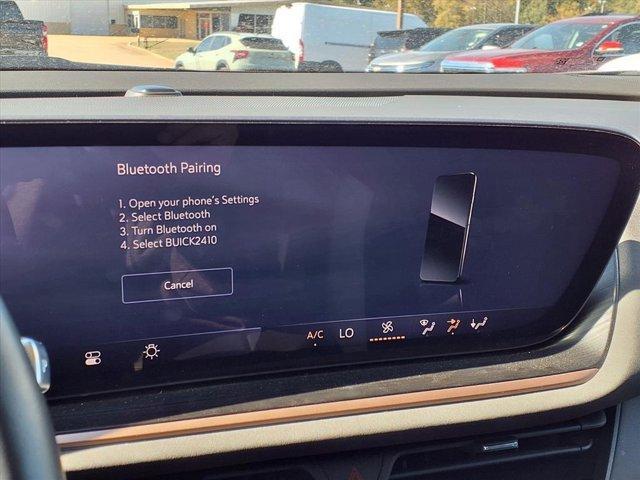 Bluetooth Pairing
1. Open your phone's Settings
2. Select Bluetooth
3. Turn Bluetooth on
4. Select BUICK2410
Cancel
A/C LO